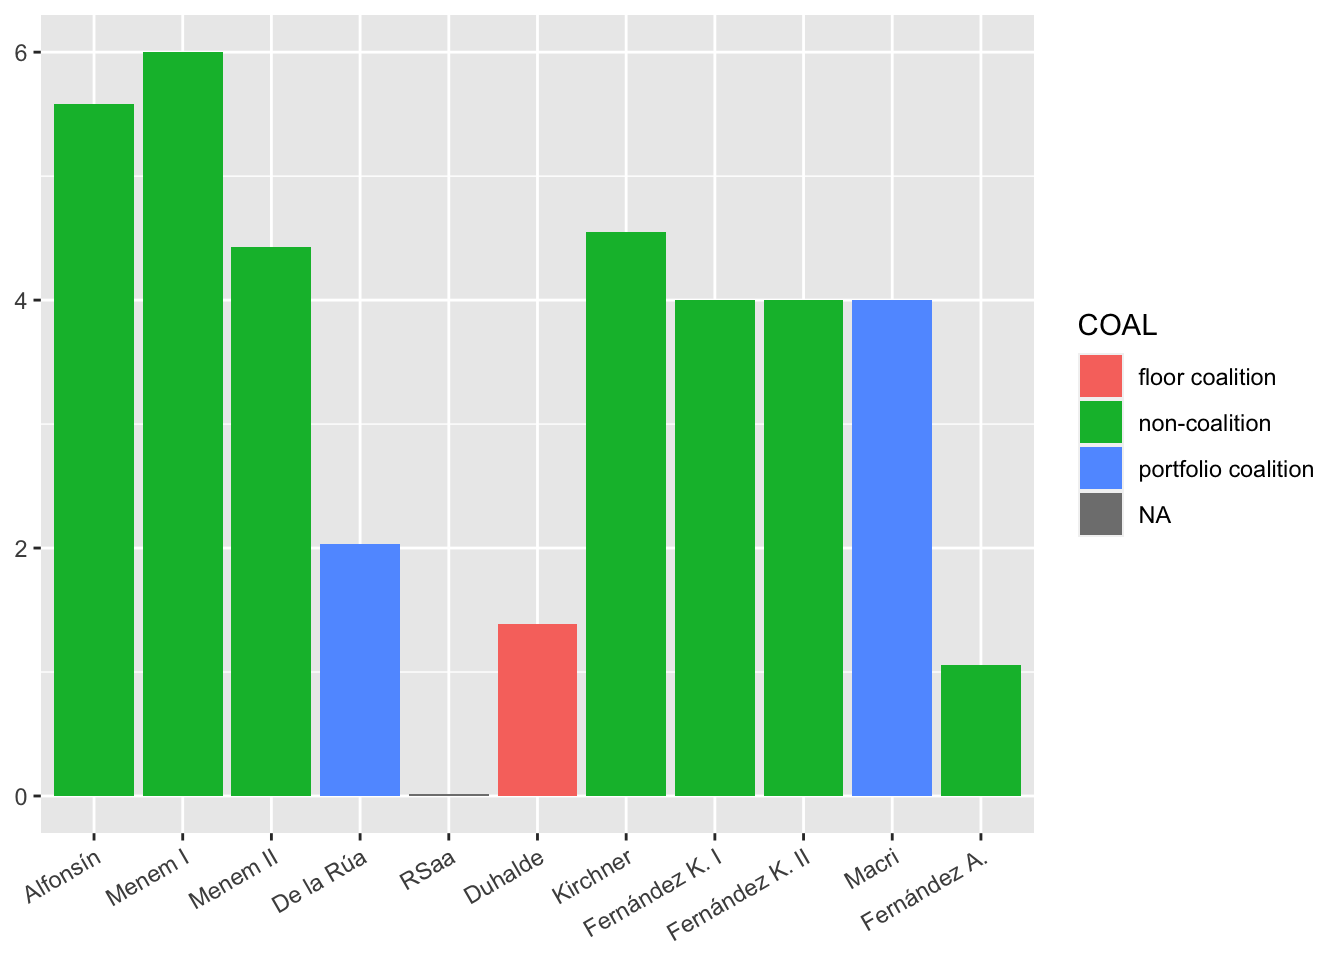 6
4
2
0
Alfonsín
Menem I
Menem II
De la Rúa
RSaa
Duhalde
Kirchner
Fernández K. I
Fernández K. II
Macri
Fernández A.
COAL
floor coalition
non-coalition
portfolio coalition
NA